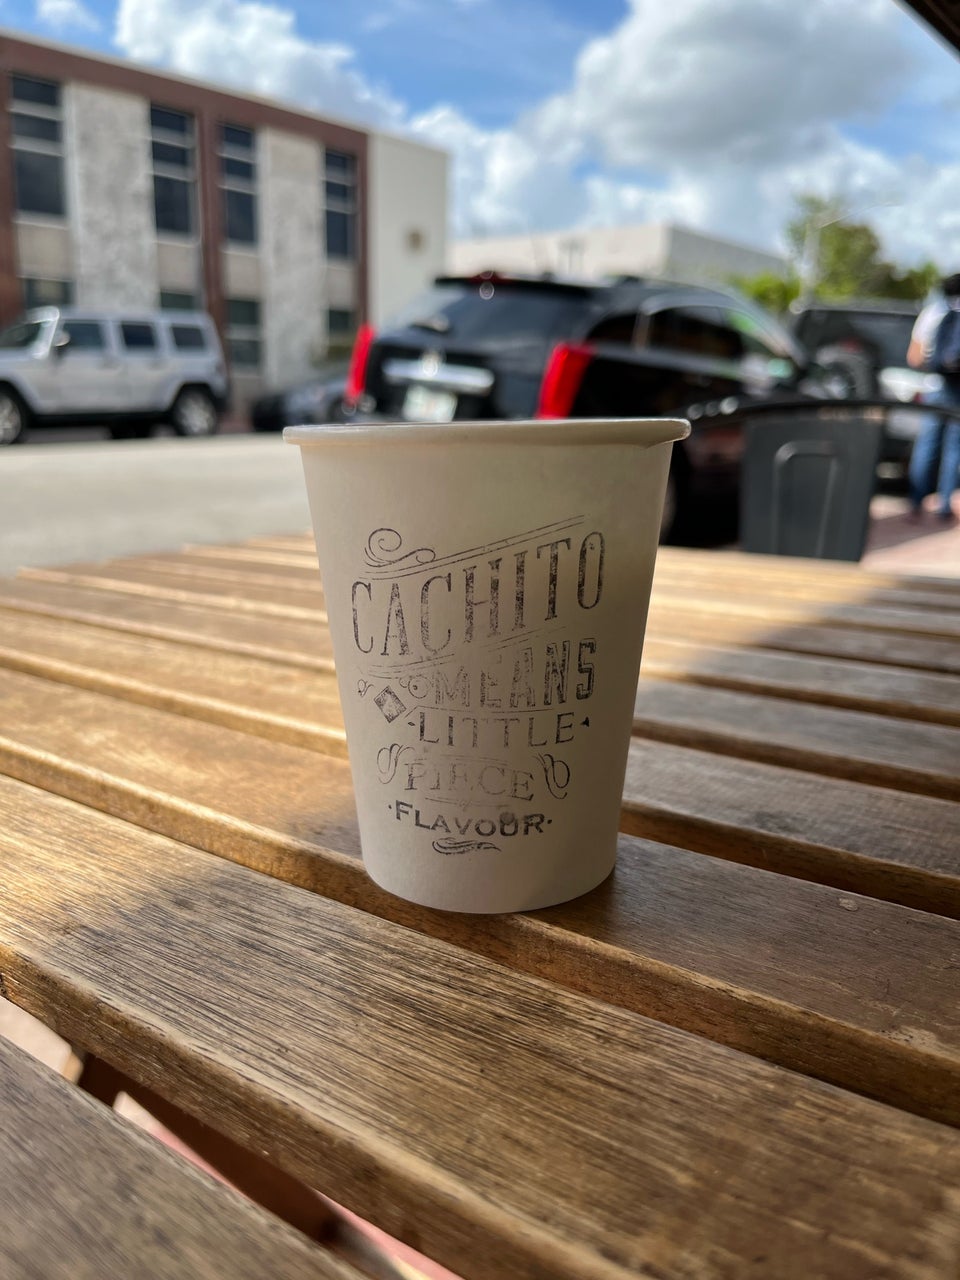 CACHITO
MEANS
·LITTLE·
PIECE
·FLAVOUR·